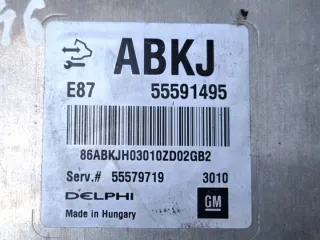 ABKJ
E87 55591495
86ABKJH03010ZD02GB2
Serv.# 55579719 3010
DELPHI
Made in Hungary GM